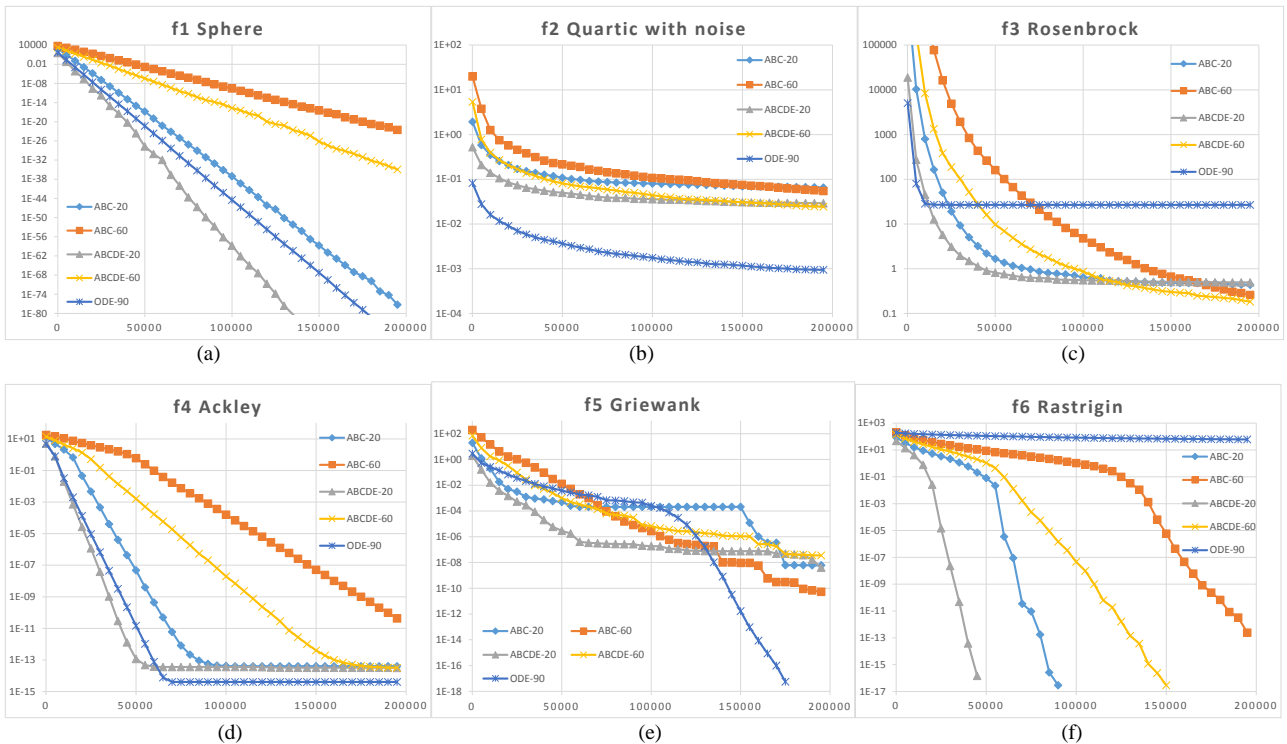 f1 Sphere
10000
0.01
1E-08
1E-14
1E-20
1E-26
1E-32
1E-38
1E-44
1E-50
1E-56
1E-62
1E-68
1E-74
1E-80
0
50000
100000
150000
200000
ABC-20
ABC-60
ABCDE-20
ABCDE-60
ODE-90
(a)
f2 Quartic with noise
1E+02
1E+01
1E+00
1E-01
1E-02
1E-03
1E-04
0
50000
100000
150000
200000
ABC-20
ABC-60
ABCDE-20
ABCDE-60
ODE-90
(b)
f3 Rosenbrock
100000
10000
1000
100
10
1
0.1
0
50000
100000
150000
200000
ABC-20
ABC-60
ABCDE-20
ABCDE-60
ODE-90
(c)
f4 Ackley
1E+01
1E-01
1E-03
1E-05
1E-07
1E-09
1E-11
1E-13
1E-15
0
50000
100000
150000
200000
ABC-20
ABC-60
ABCDE-20
ABCDE-60
ODE-90
(d)
f5 Griewank
1E+02
1E+00
1E-02
1E-04
1E-06
1E-08
1E-10
1E-12
1E-14
1E-16
1E-18
0
50000
100000
150000
200000
ABC-20
ABC-60
ABCDE-20
ABCDE-60
ODE-90
(e)
f6 Rastrigin
1E+03
1E+01
1E-01
1E-03
1E-05
1E-07
1E-09
1E-11
1E-13
1E-15
1E-17
0
50000
100000
150000
200000
ABC-20
ABC-60
ABCDE-20
ABCDE-60
ODE-90
(f)